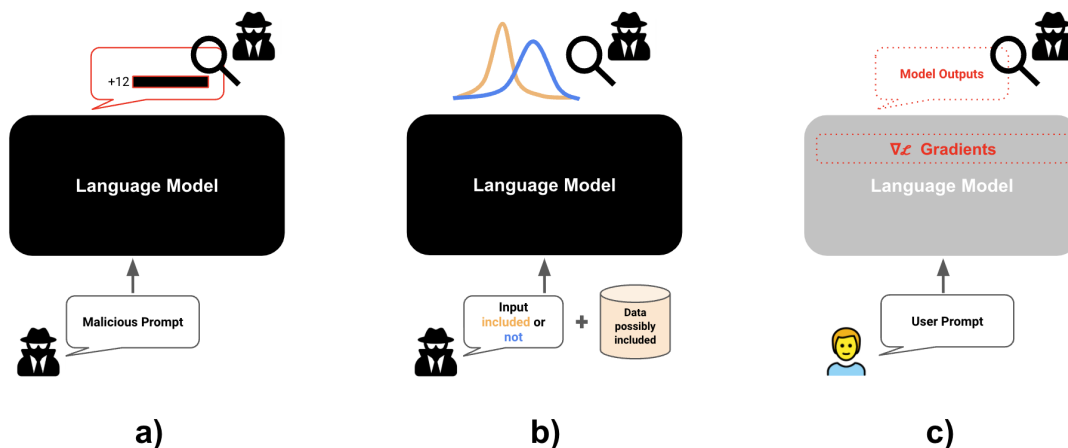 +12
Language Model
Malicious Prompt
a)
Language Model
Input
included or
not
+
Data
possibly
included
b)
Model Outputs
∇ℒ Gradients
Language Model
User Prompt
c)